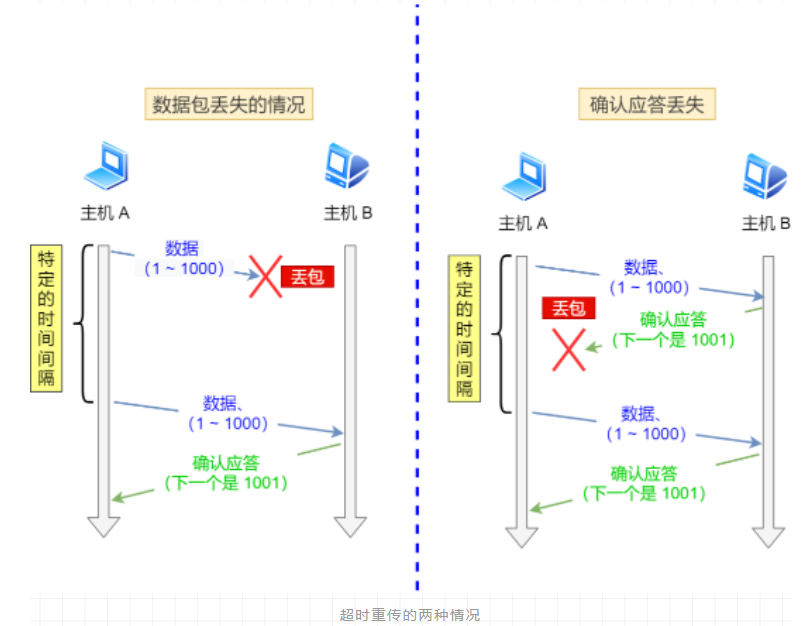 数据包丢失的情况
主机 A
主机 B
特定的时间间隔
数据
（1 ~ 1000）
丢包
数据、
（1 ~ 1000）
确认应答
（下一个是 1001）
确认应答丢失
主机 A
主机 B
特定的时间间隔
数据、
（1 ~ 1000）
丢包
确认应答
（下一个是 1001）
数据、
（1 ~ 1000）
确认应答
（下一个是 1001）
超时重传的两种情况